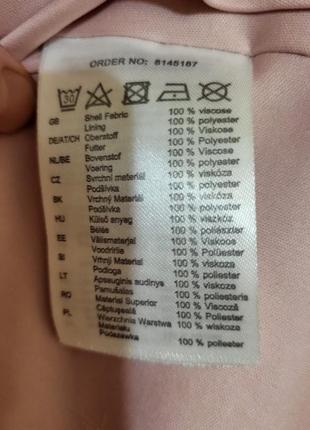 ORDER NO: 8145187
30
GB Shell Fabric 100 % viscose
Lining 100 % polyester
DE/AT/CH Oberstoff 100 % Viskose
Futter 100 % Polyester
NL/BE Bovenstof 100 % Viscose
Voering 100 % polyester
CZ Svrchní materiál 100 % viskóza
Podšívka 100 % polyester
SK Vrchný Materiál 100 % viskóza
Podšívka 100 % polyester
HU Külső anyag 100 % viszkóz
Bélés 100 % poliészter
EE Välismaterjal 100 % Viskoos
Voodririie 100 % Polüester
SI Vrhnji Material 100 % viskoza
Podloga 100 % poliester
LT Apsauginis audinys 100 % viskozė
Pamušalas 100 % poliesteris
RO Material Superior 100 % Viscoză
Căptuşeală 100 % poliester
PL Wierzchnia Warstwa 100 % wiskoza
Materiału
Podszewka 100 % poliester